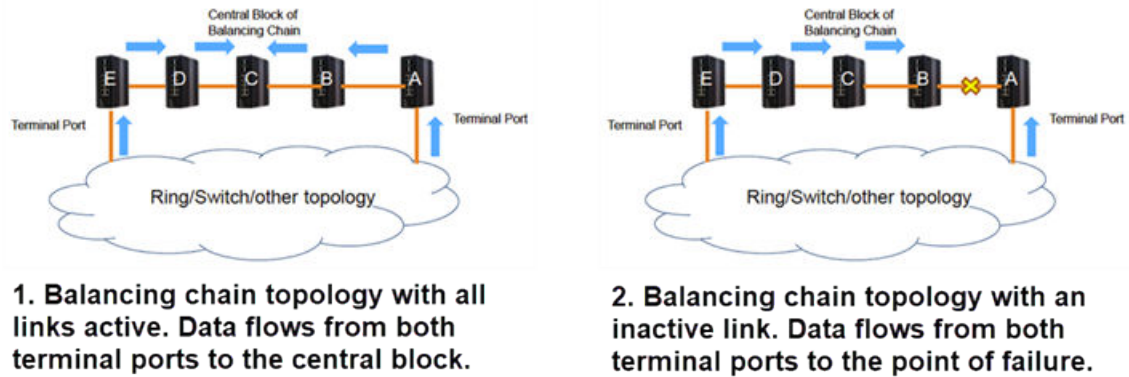 Central Block of
Balancing Chain
E
D
C
B
A
Terminal Port
Terminal Port
Ring/Switch/other topology
1. Balancing chain topology with all
links active. Data flows from both
terminal ports to the central block.
Central Block of
Balancing Chain
E
D
C
B
A
Terminal Port
Terminal Port
Ring/Switch/other topology
2. Balancing chain topology with an
inactive link. Data flows from both
terminal ports to the point of failure.